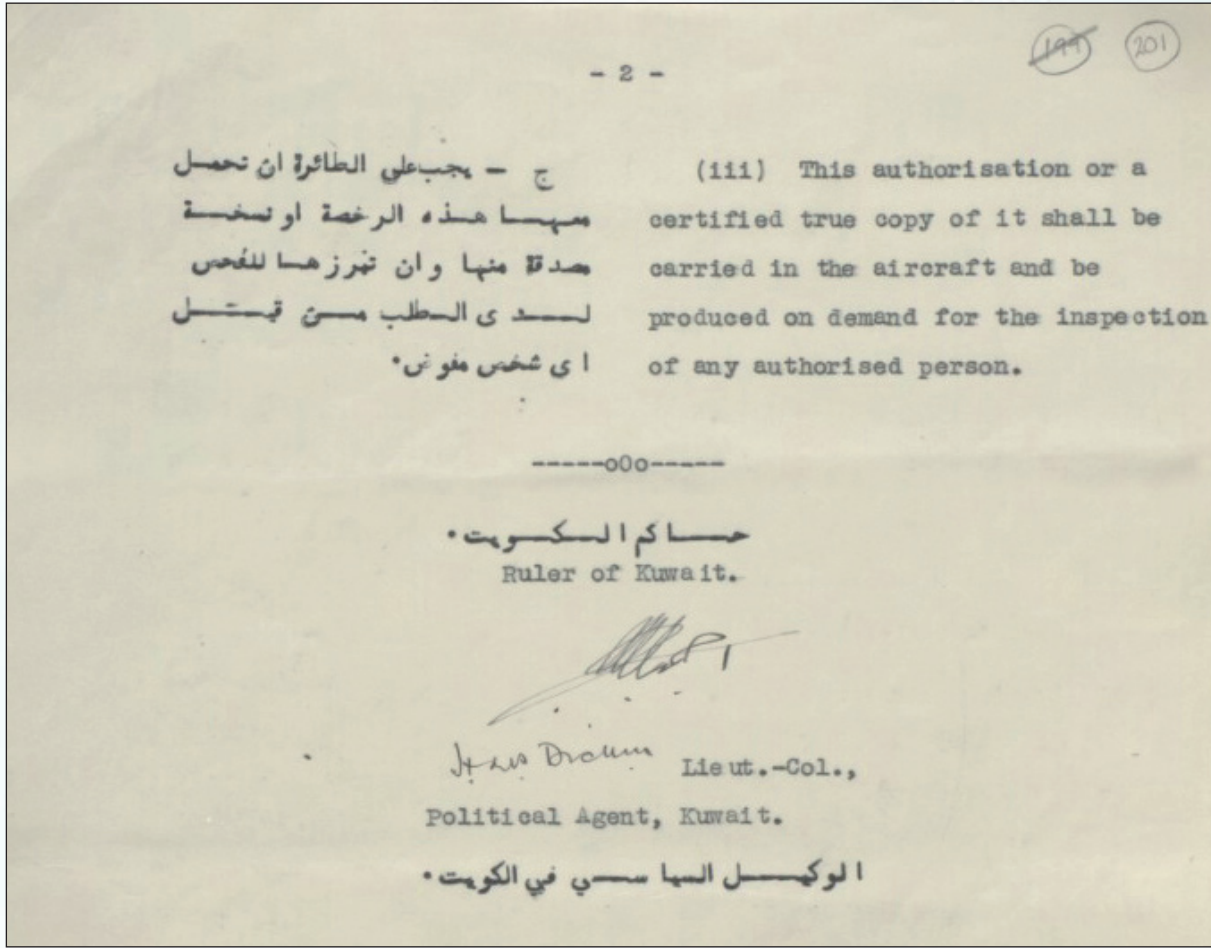 199 201
- 2 -
ج - يجب على الطائرة ان تحمل
معها هذه الرخصة او نسخة
مصدقة منها وان تبرزها للفحص
لدى الطلب من قبل
اى شخص مفوض.
(iii) This authorisation or a
certified true copy of it shall be
carried in the aircraft and be
produced on demand for the inspection
of any authorised person.
-----o0o-----
حاكم الكويت.
Ruler of Kuwait.
Lieut.-Col.,
Political Agent, Kuwait.
الوكيل السياسي في الكويت.